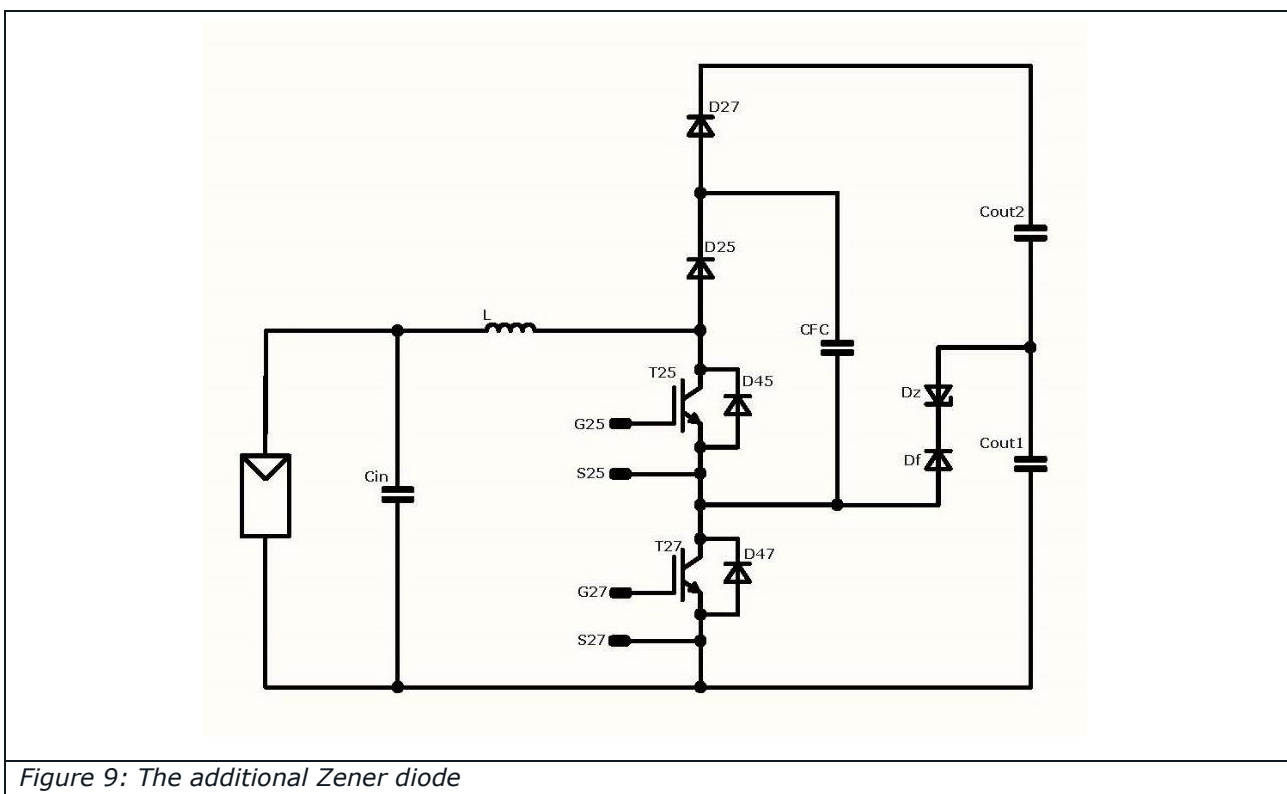 D27
Cout2
D25
L
CFC
T25
D45
Dz
G25
Cout1
Df
Cin
S25
T27
D47
G27
S27
Figure 9: The additional Zener diode